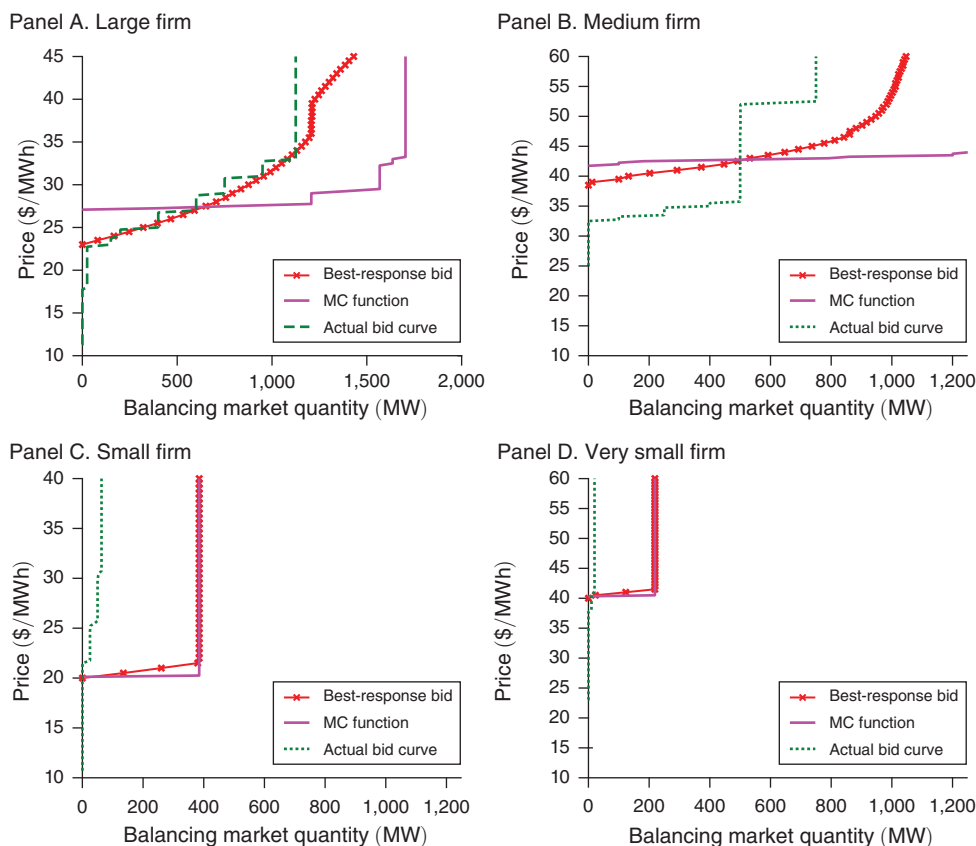 Panel A. Large firm
Price ($/MWh)
45
40
35
30
25
20
15
10
Best-response bid
MC function
Actual bid curve
0
500
1,000
1,500
2,000
Balancing market quantity (MW)
Panel B. Medium firm
Price ($/MWh)
60
50
45
40
35
30
25
20
15
10
Best-response bid
MC function
Actual bid curve
0
200
400
600
800
1,000
1,200
Balancing market quantity (MW)
Panel C. Small firm
Price ($/MWh)
40
35
30
25
20
15
10
Best-response bid
MC function
Actual bid curve
0
200
400
600
800
1,000
1,200
Balancing market quantity (MW)
Panel D. Very small firm
Price ($/MWh)
60
55
50
45
40
45
30
25
20
15
10
Best-response bid
MC function
Actual bid curve
0
200
400
600
800
1,000
1,200
Balancing market quantity (MW)